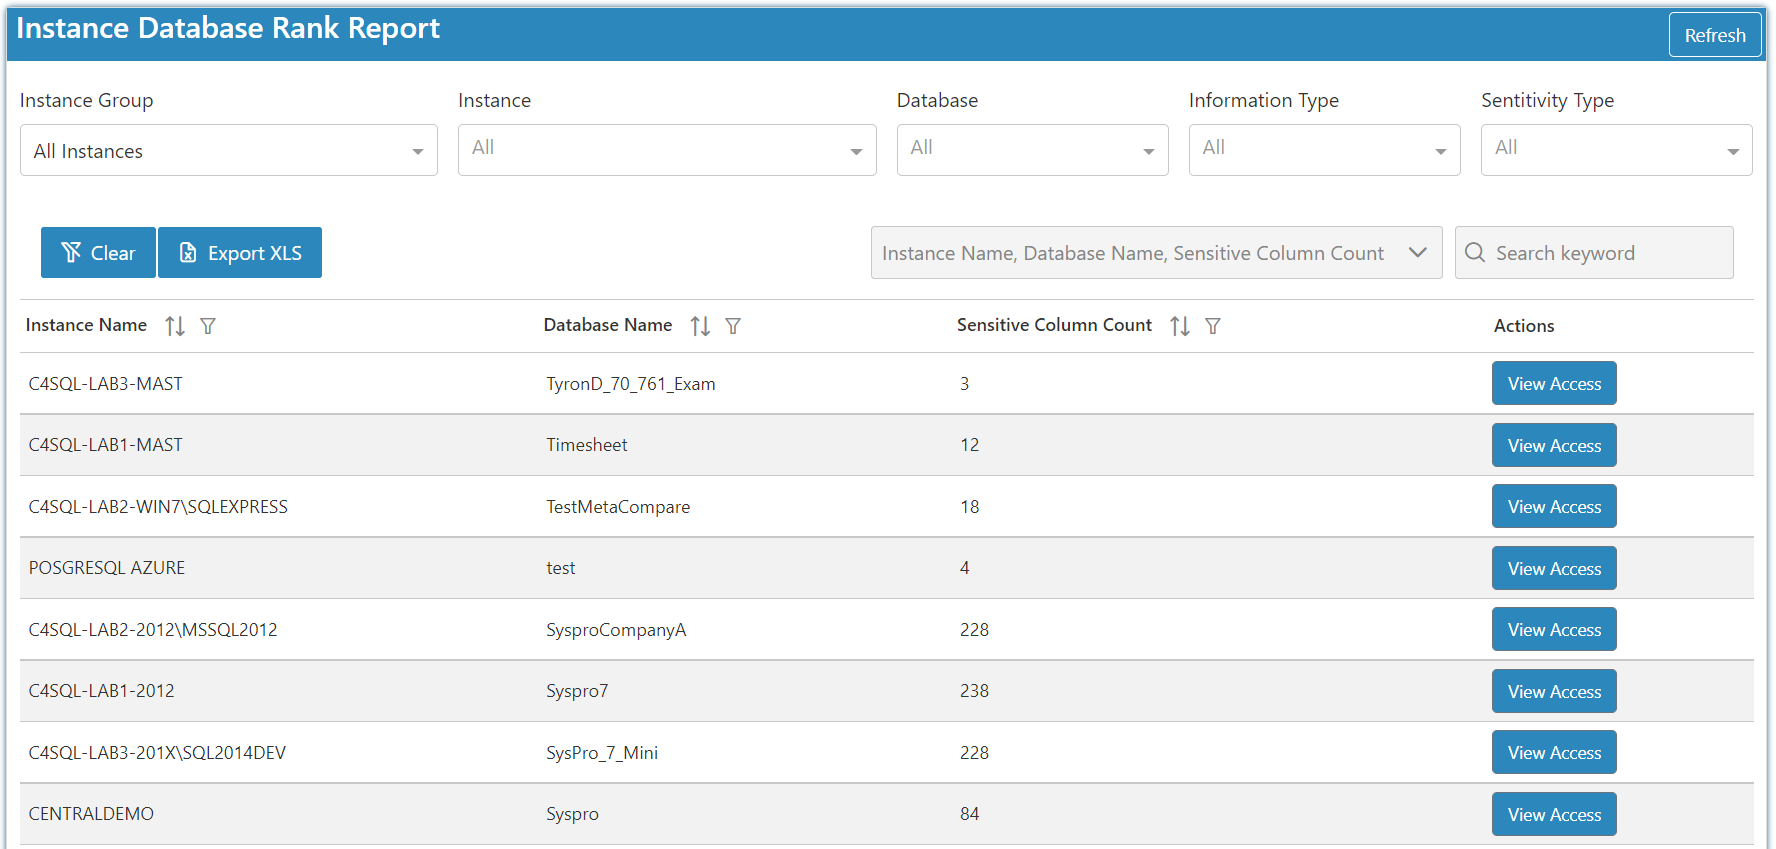 Instance Database Rank Report
Refresh
Instance Group Instance Database Information Type Sentitivity Type
All Instances All All All All
Clear Export XLS Instance Name, Database Name, Sensitive Column Count Search keyword
Instance Name Database Name Sensitive Column Count Actions
C4SQL-LAB3-MAST TyronD_70_761_Exam 3 View Access
C4SQL-LAB1-MAST Timesheet 12 View Access
C4SQL-LAB2-WIN7\SQLEXPRESS TestMetaCompare 18 View Access
POSGRESQL AZURE test 4 View Access
C4SQL-LAB2-2012\MSSQL2012 SysproCompanyA 228 View Access
C4SQL-LAB1-2012 Syspro7 238 View Access
C4SQL-LAB3-201X\SQL2014DEV SysPro_7_Mini 228 View Access
CENTRALDEMO Syspro 84 View Access